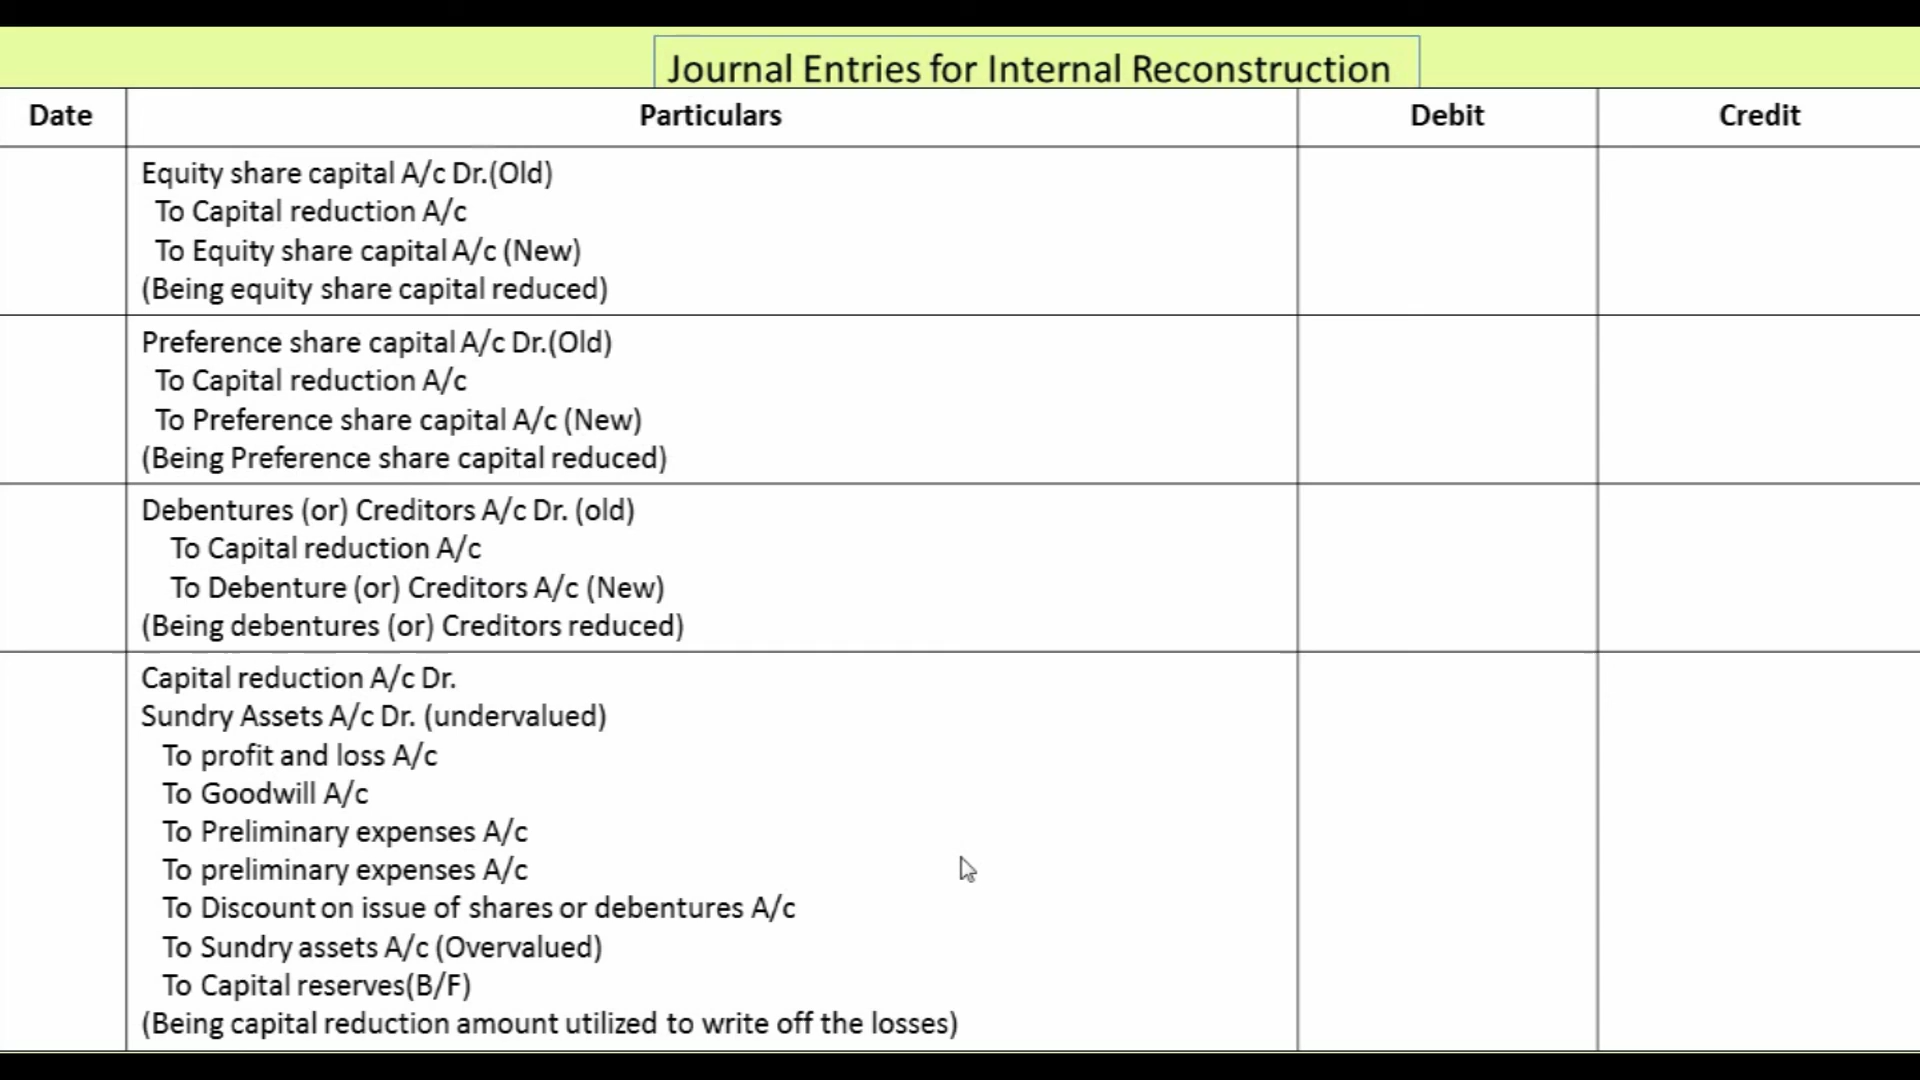 Journal Entries for Internal Reconstruction
Date Particulars Debit Credit
Equity share capital A/c Dr.(Old)
To Capital reduction A/c
To Equity share capital A/c (New)
(Being equity share capital reduced)
Preference share capital A/c Dr.(Old)
To Capital reduction A/c
To Preference share capital A/c (New)
(Being Preference share capital reduced)
Debentures (or) Creditors A/c Dr. (old)
To Capital reduction A/c
To Debenture (or) Creditors A/c (New)
(Being debentures (or) Creditors reduced)
Capital reduction A/c Dr.
Sundry Assets A/c Dr. (undervalued)
To profit and loss A/c
To Goodwill A/c
To Preliminary expenses A/c
To preliminary expenses A/c
To Discount on issue of shares or debentures A/c
To Sundry assets A/c (Overvalued)
To Capital reserves(B/F)
(Being capital reduction amount utilized to write off the losses)